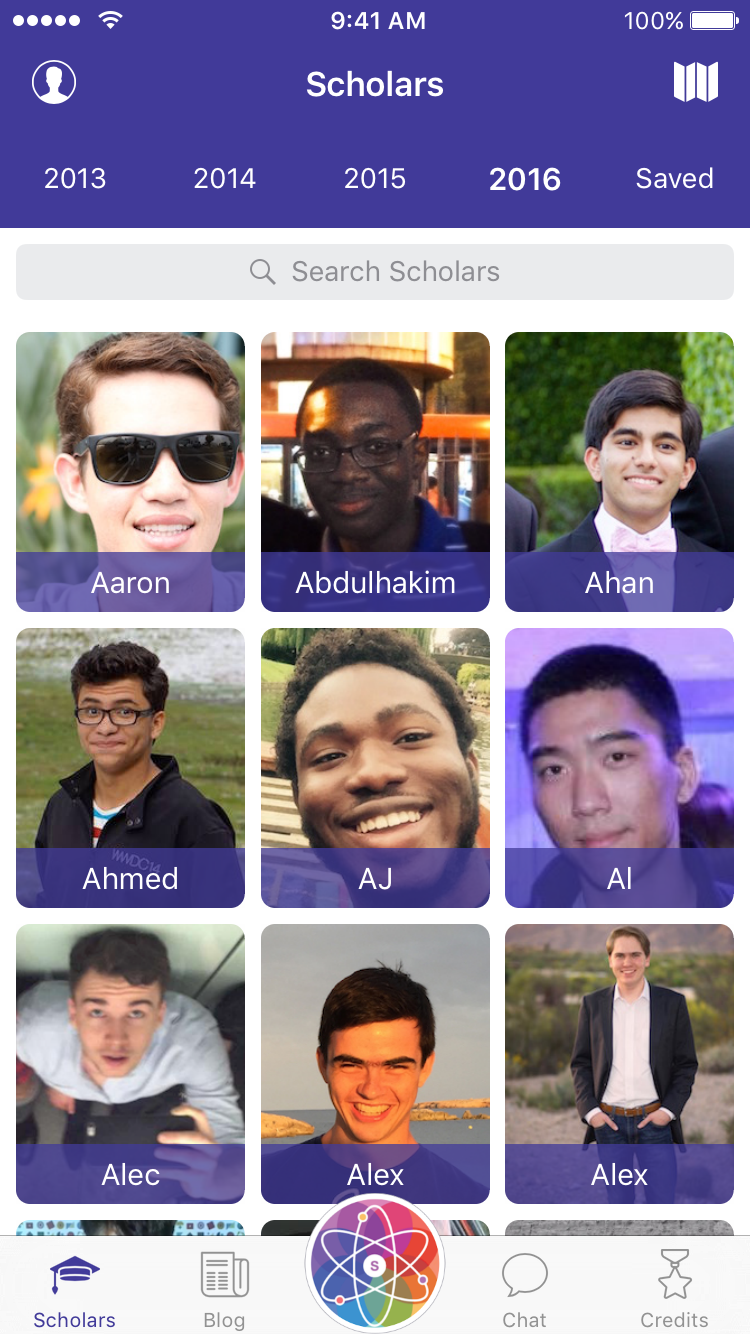 9:41 AM
100%
Scholars
2013 2014 2015 2016 Saved
Search Scholars
Aaron Abdulhakim Ahan
WWDC14
Ahmed AJ Al
Alec Alex Alex
S
Scholars Blog Chat Credits